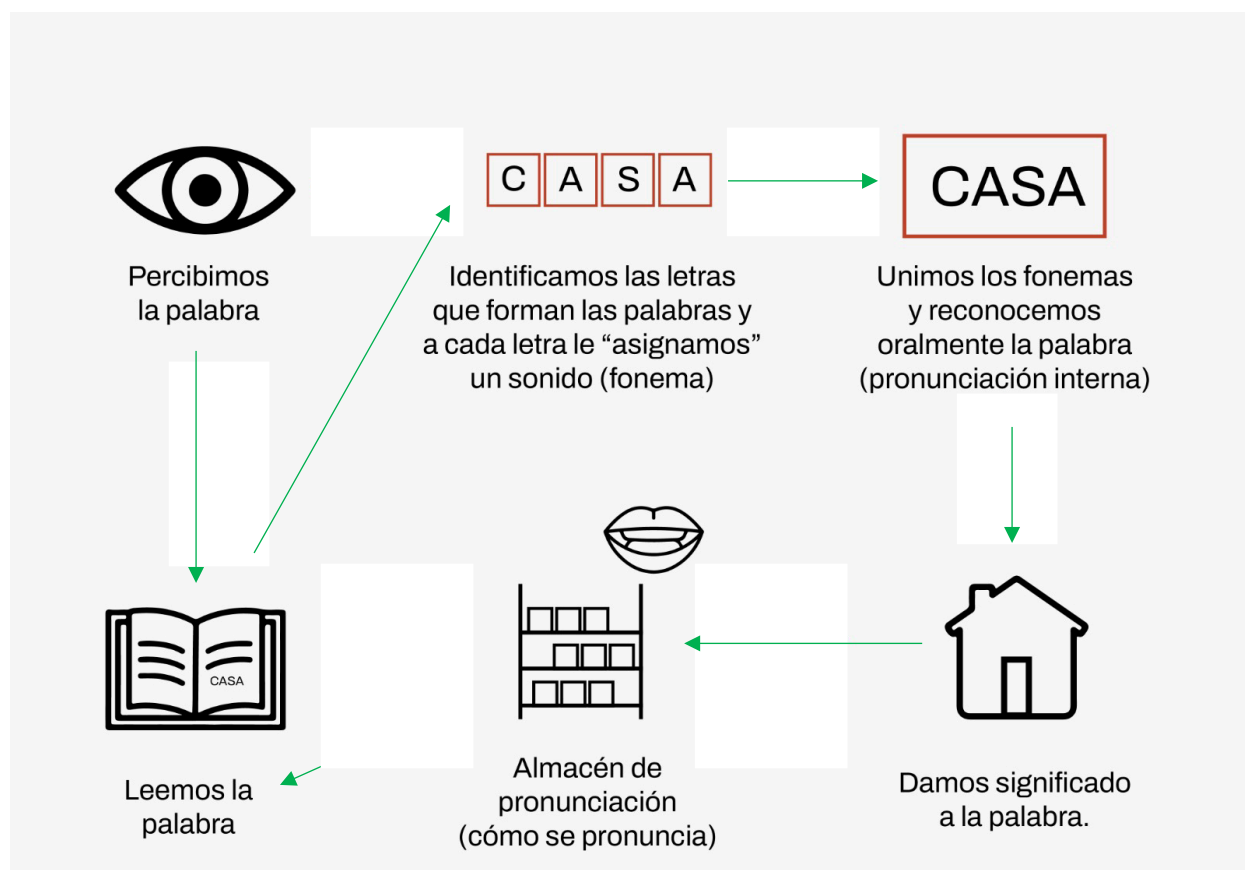 C A S A
CASA
Percibimos
la palabra
Identificamos las letras
que forman las palabras y
a cada letra le “asignamos”
un sonido (fonema)
Unimos los fonemas
y reconocemos
oralmente la palabra
(pronunciación interna)
CASA
Leemos la
palabra
Almacén de
pronunciación
(cómo se pronuncia)
Damos significado
a la palabra.